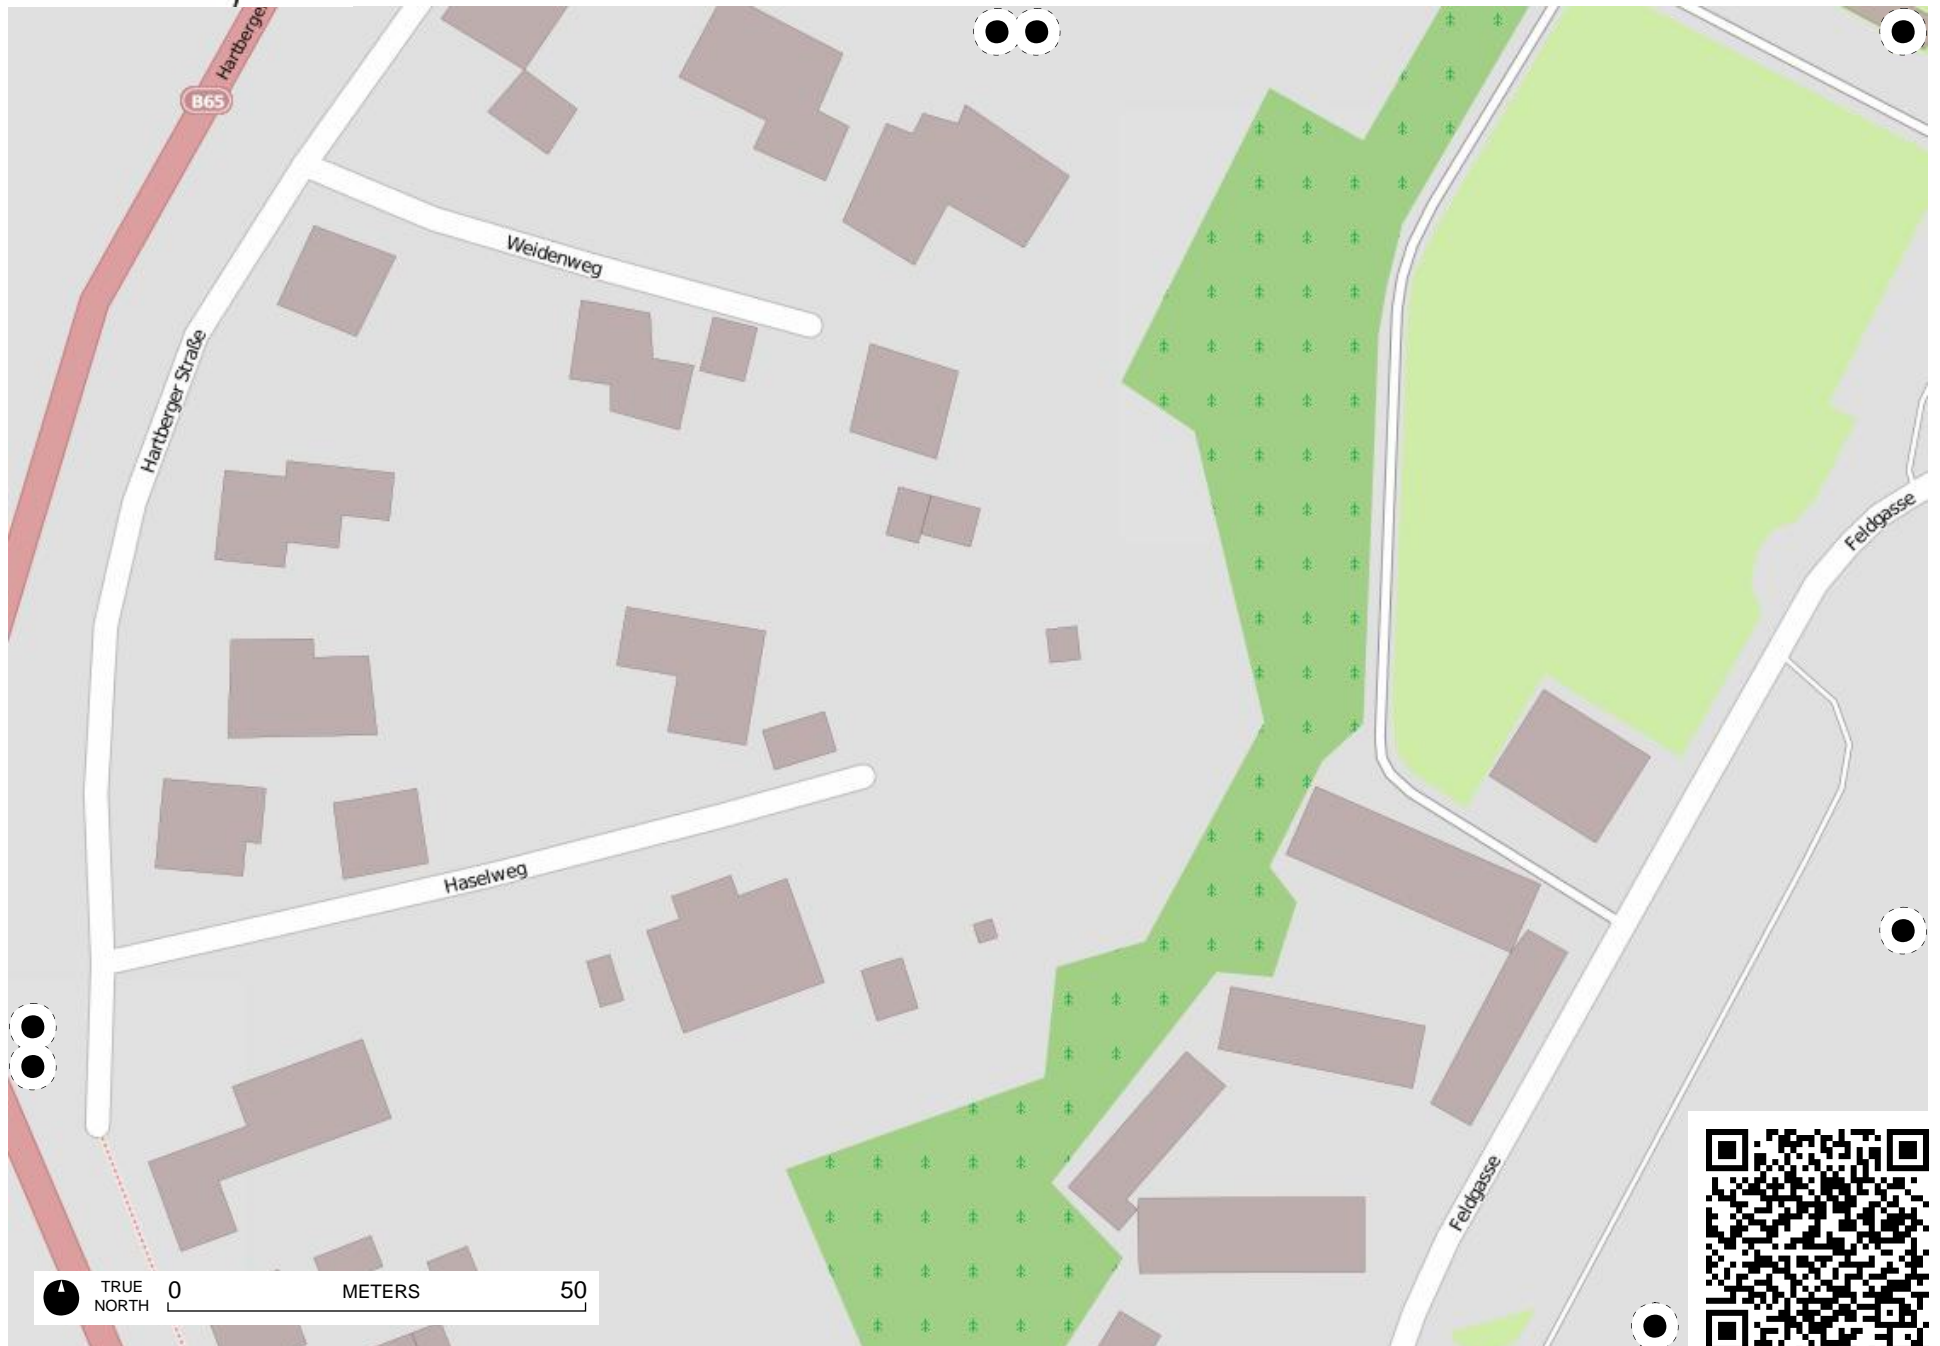 Hartberge
B65
Weidenweg
Hartberger Straße
Feldgasse
Haselweg
Feldgasse
TRUE
NORTH
0
METERS
50